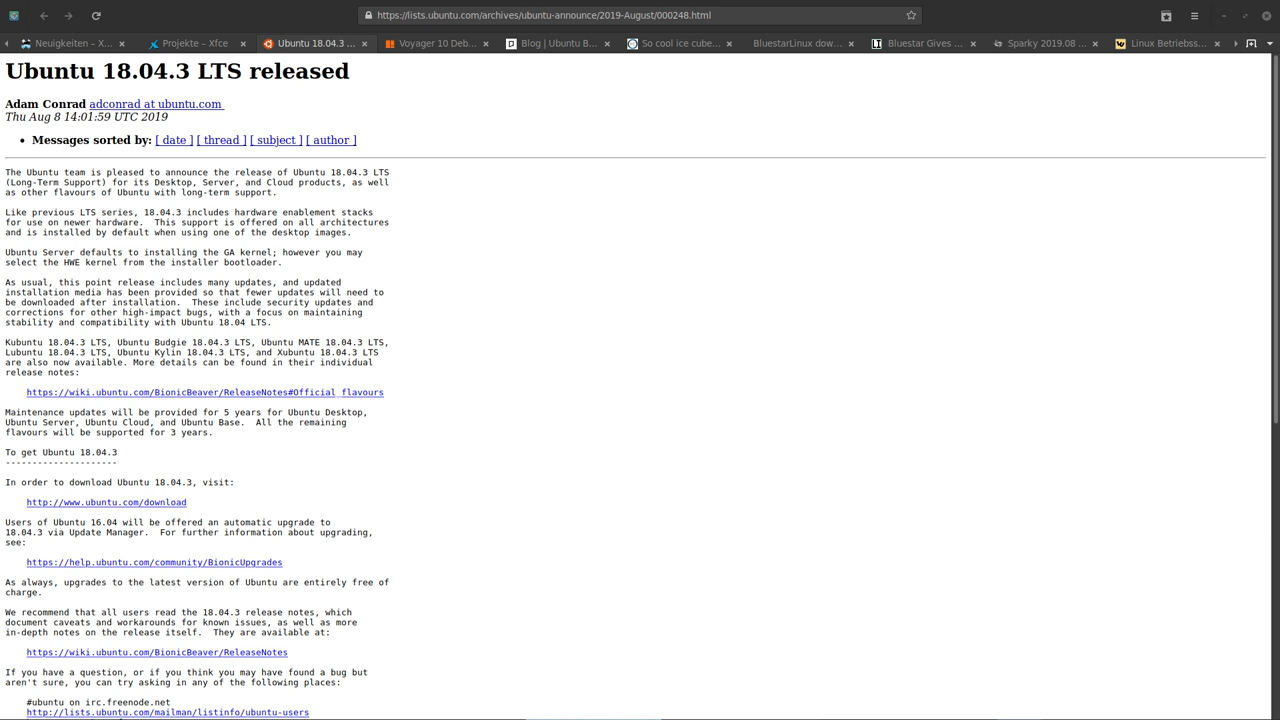 https://lists.ubuntu.com/archives/ubuntu-announce/2019-August/000248.html
Neuigkeiten – X...
Projekte – Xfce
Ubuntu 18.04.3 ...
Voyager 10 Deb...
Blog | Ubuntu B...
So cool ice cube...
BluestarLinux dow...
Bluestar Gives ...
Sparky 2019.08 ...
Linux Betriebss...
Ubuntu 18.04.3 LTS released
Adam Conrad adconrad at ubuntu.com
Thu Aug 8 14:01:59 UTC 2019
• Messages sorted by: [ date ] [ thread ] [ subject ] [ author ]
The Ubuntu team is pleased to announce the release of Ubuntu 18.04.3 LTS
(Long-Term Support) for its Desktop, Server, and Cloud products, as well
as other flavours of Ubuntu with long-term support.
Like previous LTS series, 18.04.3 includes hardware enablement stacks
for use on newer hardware.  This support is offered on all architectures
and is installed by default when using one of the desktop images.
Ubuntu Server defaults to installing the GA kernel; however you may
select the HWE kernel from the installer bootloader.
As usual, this point release includes many updates, and updated
installation media has been provided so that fewer updates will need to
be downloaded after installation.  These include security updates and
corrections for other high-impact bugs, with a focus on maintaining
stability and compatibility with Ubuntu 18.04 LTS.
Kubuntu 18.04.3 LTS, Ubuntu Budgie 18.04.3 LTS, Ubuntu MATE 18.04.3 LTS,
Lubuntu 18.04.3 LTS, Ubuntu Kylin 18.04.3 LTS, and Xubuntu 18.04.3 LTS
are also now available. More details can be found in their individual
release notes:
https://wiki.ubuntu.com/BionicBeaver/ReleaseNotes#Official_flavours
Maintenance updates will be provided for 5 years for Ubuntu Desktop,
Ubuntu Server, Ubuntu Cloud, and Ubuntu Base.  All the remaining
flavours will be supported for 3 years.
To get Ubuntu 18.04.3
---------------------
In order to download Ubuntu 18.04.3, visit:
http://www.ubuntu.com/download
Users of Ubuntu 16.04 will be offered an automatic upgrade to
18.04.3 via Update Manager.  For further information about upgrading,
see:
https://help.ubuntu.com/community/BionicUpgrades
As always, upgrades to the latest version of Ubuntu are entirely free of
charge.
We recommend that all users read the 18.04.3 release notes, which
document caveats and workarounds for known issues, as well as more
in-depth notes on the release itself.  They are available at:
https://wiki.ubuntu.com/BionicBeaver/ReleaseNotes
If you have a question, or if you think you may have found a bug but
aren't sure, you can try asking in any of the following places:
#ubuntu on irc.freenode.net
http://lists.ubuntu.com/mailman/listinfo/ubuntu-users